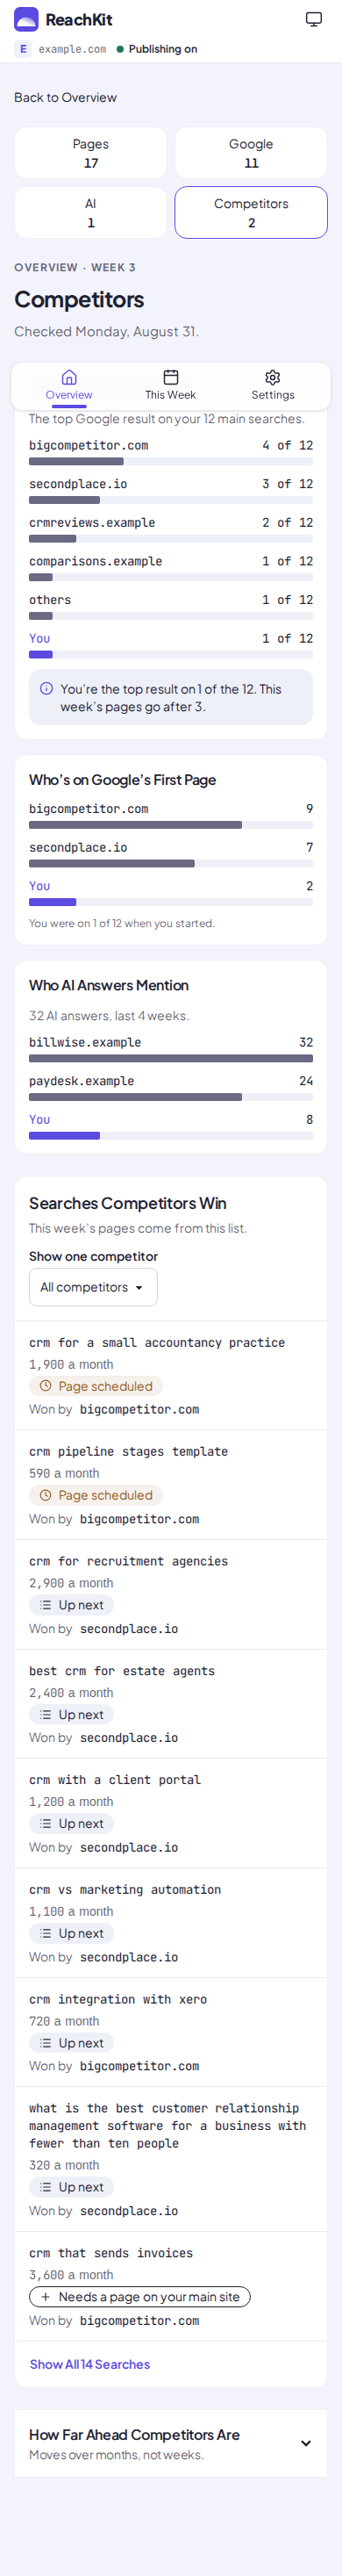 ReachKit
E example.com Publishing on
Back to Overview
Pages
17
Google
11
AI
1
Competitors
2
OVERVIEW · WEEK 3
Competitors
Checked Monday, August 31.
Overview
This Week
Settings
The top Google result on your 12 main searches.
bigcompetitor.com 4 of 12
secondplace.io 3 of 12
crmreviews.example 2 of 12
comparisons.example 1 of 12
others 1 of 12
You 1 of 12
You’re the top result on 1 of the 12. This
week’s pages go after 3.
Who’s on Google’s First Page
bigcompetitor.com 9
secondplace.io 7
You 2
You were on 1 of 12 when you started.
Who AI Answers Mention
32 AI answers, last 4 weeks.
billwise.example 32
paydesk.example 24
You 8
Searches Competitors Win
This week’s pages come from this list.
Show one competitor
All competitors
crm for a small accountancy practice
1,900 a month
Page scheduled
Won by bigcompetitor.com
crm pipeline stages template
590 a month
Page scheduled
Won by bigcompetitor.com
crm for recruitment agencies
2,900 a month
Up next
Won by secondplace.io
best crm for estate agents
2,400 a month
Up next
Won by secondplace.io
crm with a client portal
1,200 a month
Up next
Won by secondplace.io
crm vs marketing automation
1,100 a month
Up next
Won by secondplace.io
crm integration with xero
720 a month
Up next
Won by bigcompetitor.com
what is the best customer relationship
management software for a business with
fewer than ten people
320 a month
Up next
Won by secondplace.io
crm that sends invoices
3,600 a month
Needs a page on your main site
Won by bigcompetitor.com
Show All 14 Searches
How Far Ahead Competitors Are
Moves over months, not weeks.